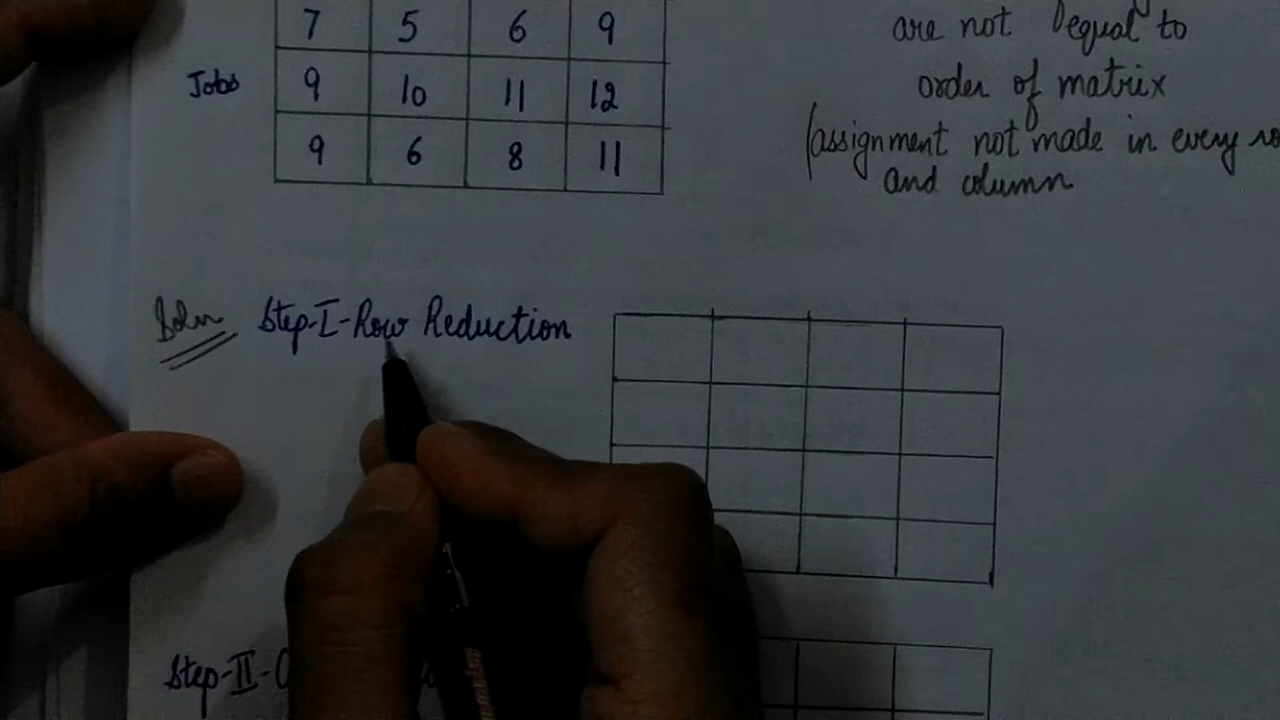 7 5 6 9
Jobs 9 10 11 12
9 6 8 11
are not equal to
order of matrix
(assignment not made in every
and column
Soln Step-I-Row Reduction
Step-II-